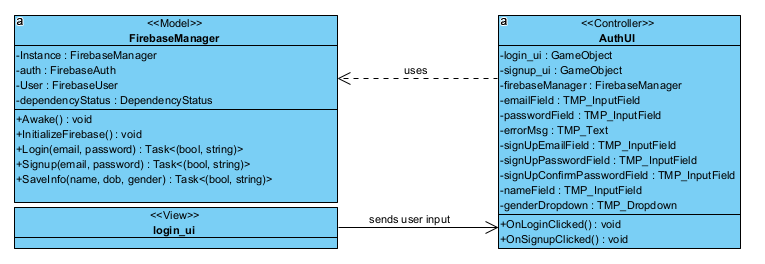 a
<<Model>>
FirebaseManager
-Instance : FirebaseManager
-auth : FirebaseAuth
-User : FirebaseUser
-dependencyStatus : DependencyStatus
+Awake() : void
+InitializeFirebase() : void
+Login(email, password) : Task<(bool, string)>
+Signup(email, password) : Task<(bool, string)>
+SaveInfo(name, dob, gender) : Task<(bool, string)>
<<View>>
login_ui
uses
sends user input
a
<<Controller>>
AuthUI
-login_ui : GameObject
-signup_ui : GameObject
-firebaseManager : FirebaseManager
-emailField : TMP_InputField
-passwordField : TMP_InputField
-errorMsg : TMP_Text
-signUpEmailField : TMP_InputField
-signUpPasswordField : TMP_InputField
-signUpConfirmPasswordField : TMP_InputField
-nameField : TMP_InputField
-genderDropdown : TMP_Dropdown
+OnLoginClicked() : void
+OnSignupClicked() : void